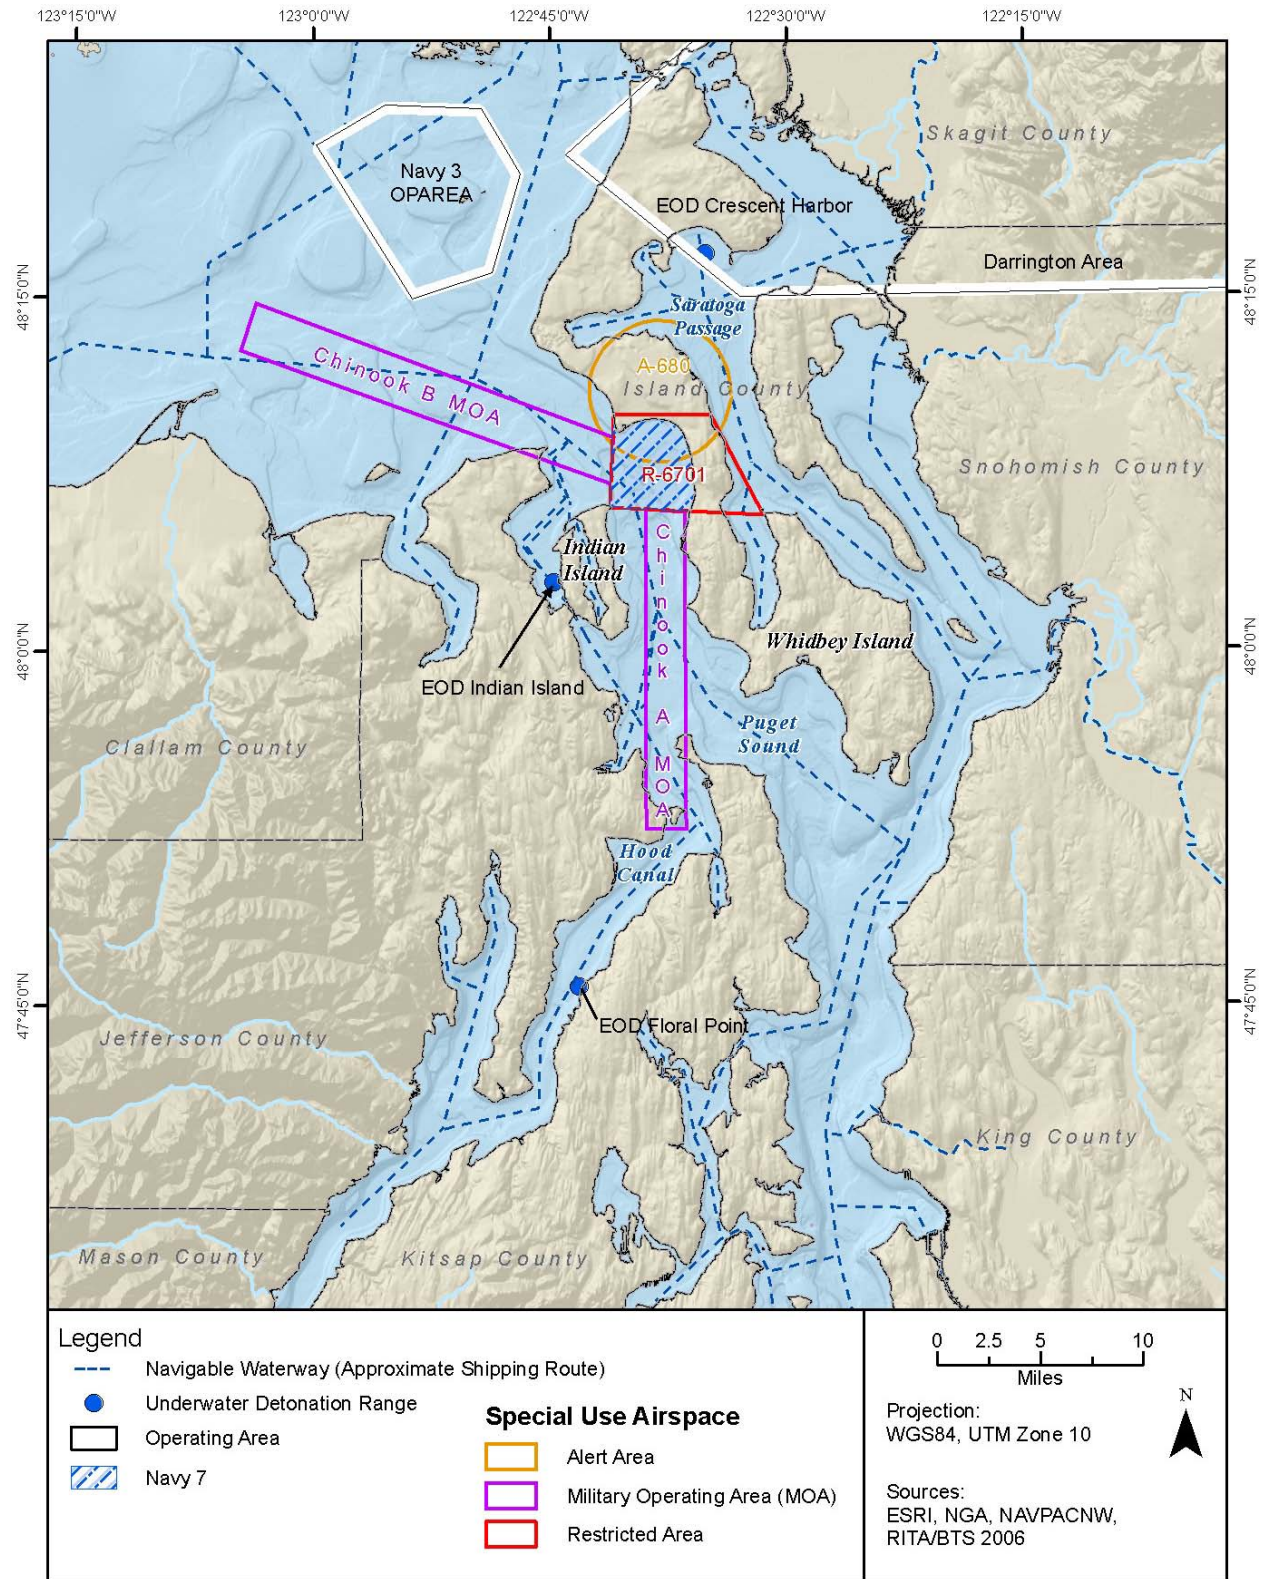 123°15'0"W
123°0'0"W
122°45'0"W
122°30'0"W
122°15'0"W
Skagit County
Navy 3
OPAREA
EOD Crescent Harbor
Darrington Area
48°15'0"N
48°15'0"N
Saratoga
Passage
Chinook B MOA
A-680
Island County
Snohomish County
R-6701
Indian
Island
Chinook A MOA
Whidbey Island
48°0'0"N
48°0'0"N
EOD Indian Island
Puget
Sound
Clallam County
Hood
Canal
47°45'0"N
47°45'0"N
EOD Floral Point
Jefferson County
King County
Mason County
Kitsap County
Legend
Navigable Waterway (Approximate Shipping Route)
Underwater Detonation Range
Operating Area
Navy 7
Special Use Airspace
Alert Area
Military Operating Area (MOA)
Restricted Area
0 2.5 5 10
Miles
N
Projection:
WGS84, UTM Zone 10
Sources:
ESRI, NGA, NAVPACNW,
RITA/BTS 2006